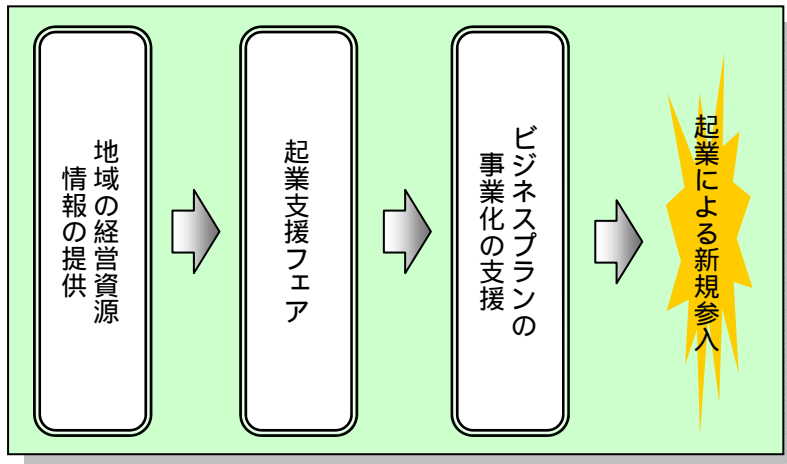 地域の経営資源
情報の提供
起業支援フェア
ビジネスプランの
事業化の支援
起業による新規参入